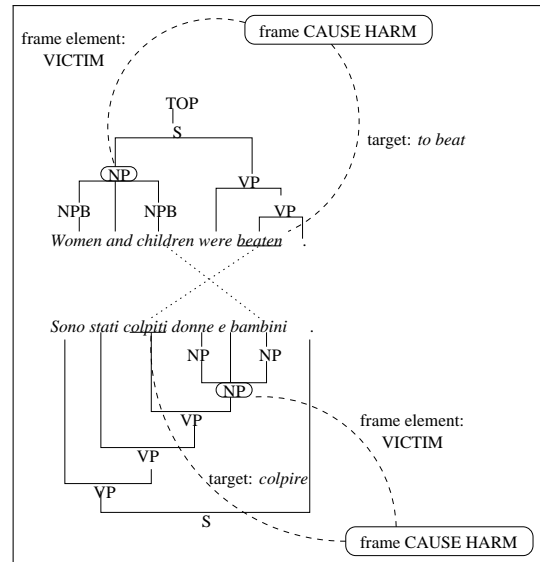 frame element:
VICTIM
frame CAUSE HARM
TOP
S
target: to beat
NP
VP
NPB
NPB
VP
Women and children were beaten .
Sono stati colpiti donne e bambini .
NP
NP
NP
VP
frame element:
VICTIM
VP
target: colpire
VP
S
frame CAUSE HARM